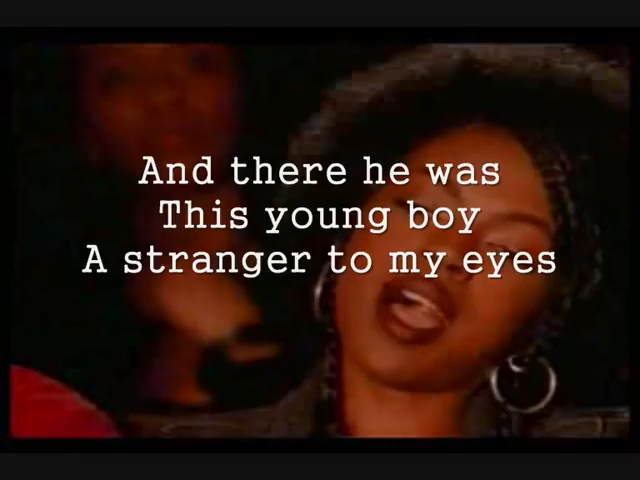 And there he was
This young boy
A stranger to my eyes